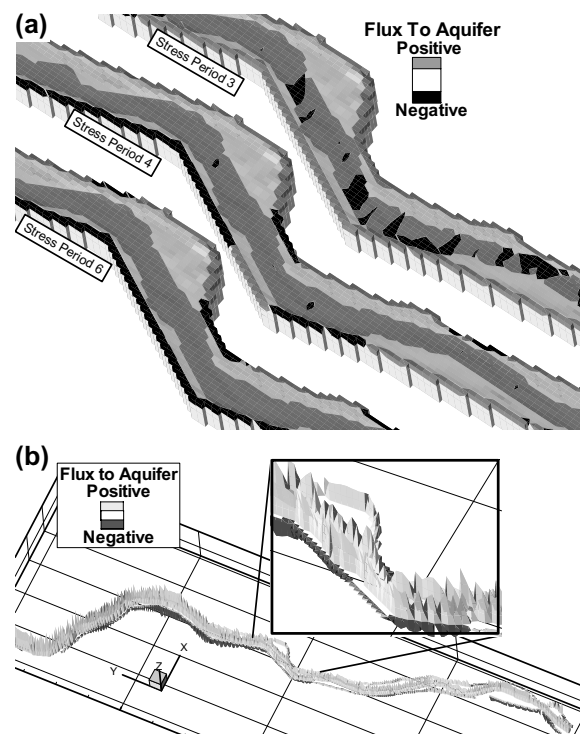 (a)
Flux To Aquifer
Positive
Negative
Stress Period 3
Stress Period 4
Stress Period 6
(b)
Flux to Aquifer
Positive
Negative
X
Y
Z